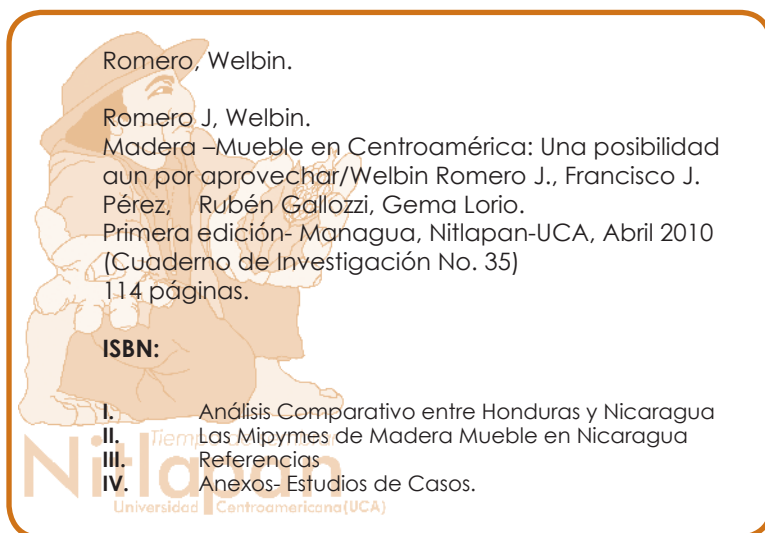 Romero, Welbin.
Romero J, Welbin.
Madera –Mueble en Centroamérica: Una posibilidad
aun por aprovechar/Welbin Romero J., Francisco J.
Pérez, Rubén Gallozzi, Gema Lorio.
Primera edición- Managua, Nitlapan-UCA, Abril 2010
(Cuaderno de Investigación No. 35)
114 páginas.
ISBN:
I. Análisis Comparativo entre Honduras y Nicaragua
II. Las Mipymes de Madera Mueble en Nicaragua
III. Referencias
IV. Anexos- Estudios de Casos.
Nitlapan
Universidad Centroamericana(UCA)